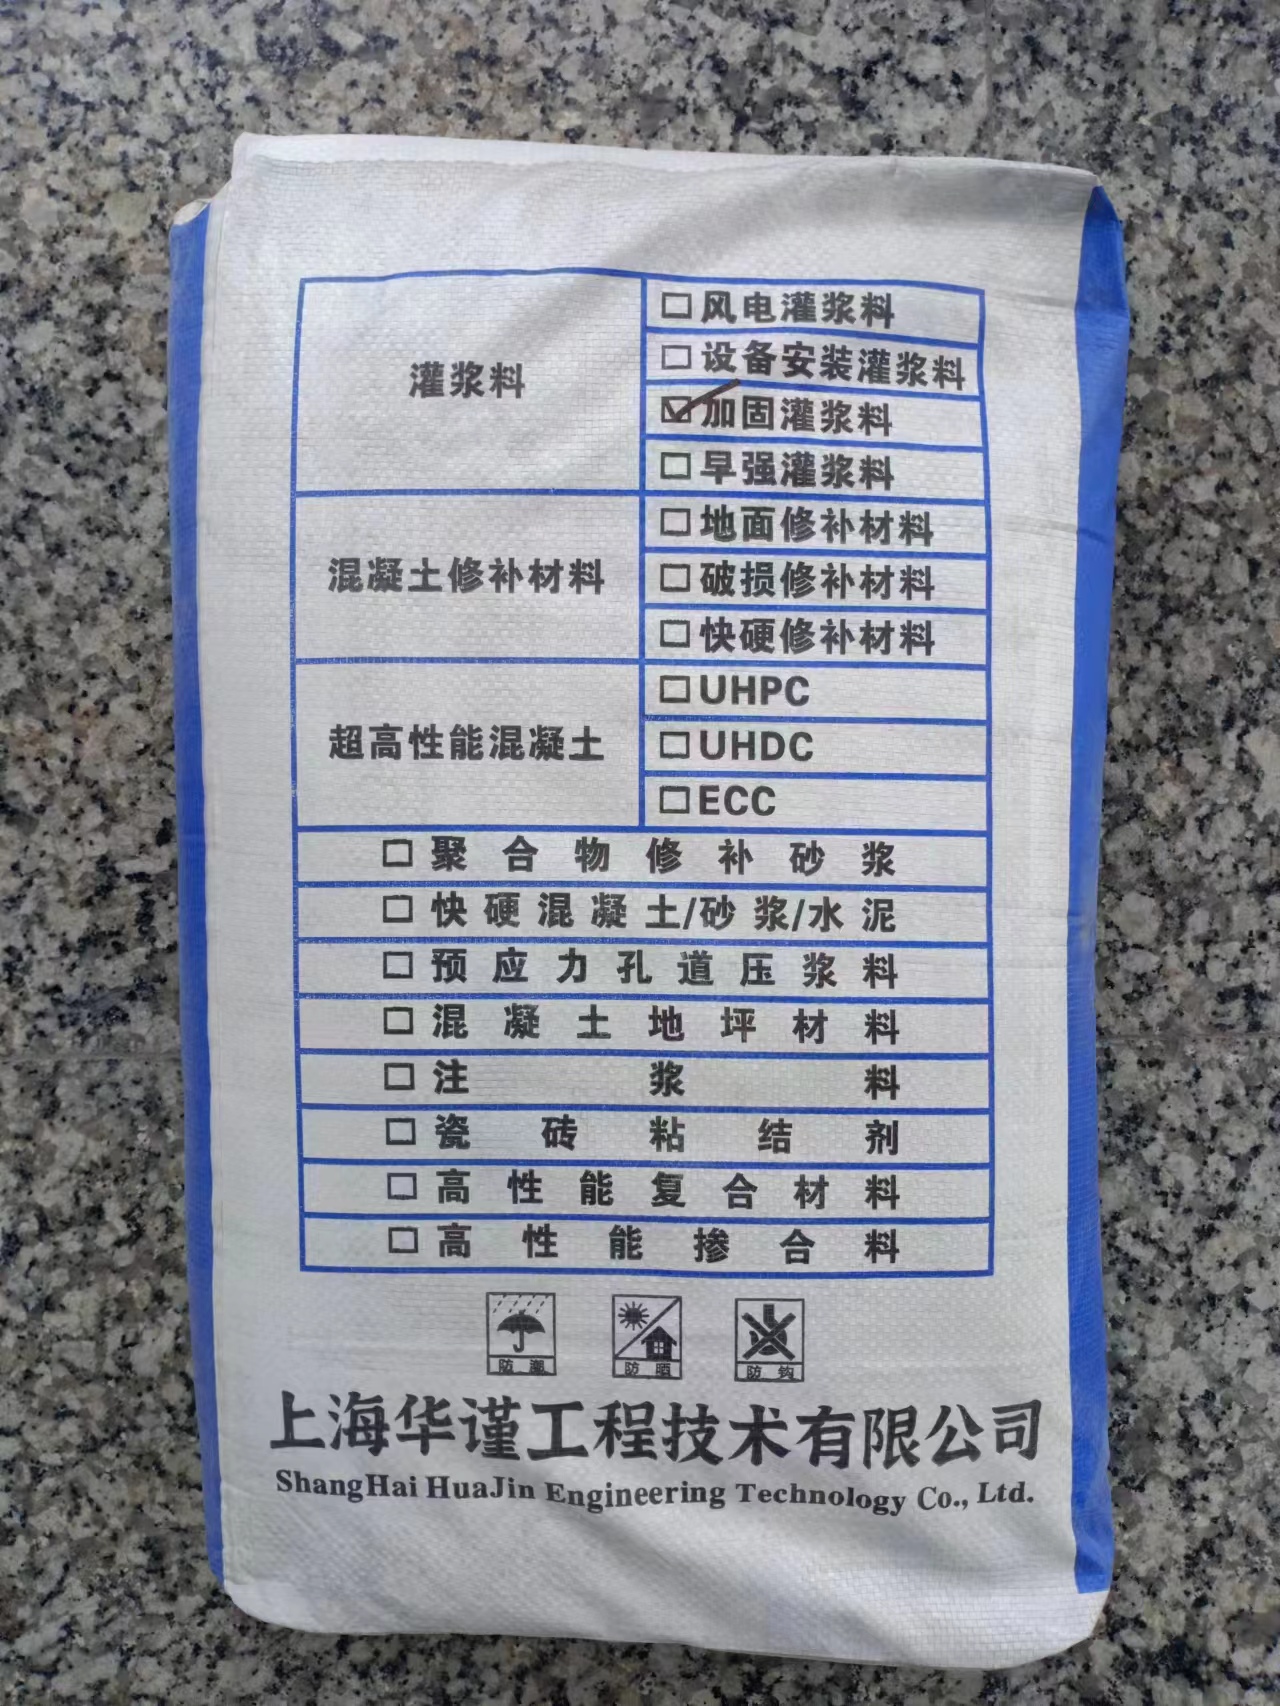 灌浆料
□风电灌浆料
□设备安装灌浆料
☑加固灌浆料
□早强灌浆料
混凝土修补材料
□地面修补材料
□破损修补材料
□快硬修补材料
超高性能混凝土
□UHPC
□UHDC
□ECC
□聚合物修补砂浆
□快硬混凝土/砂浆/水泥
□预应力孔道压浆料
□混凝土地坪材料
□注浆料
□瓷砖粘结剂
□高性能复合材料
□高性能掺合料
防潮 防晒 防钩
上海华谨工程技术有限公司
ShangHai HuaJin Engineering Technology Co., Ltd.